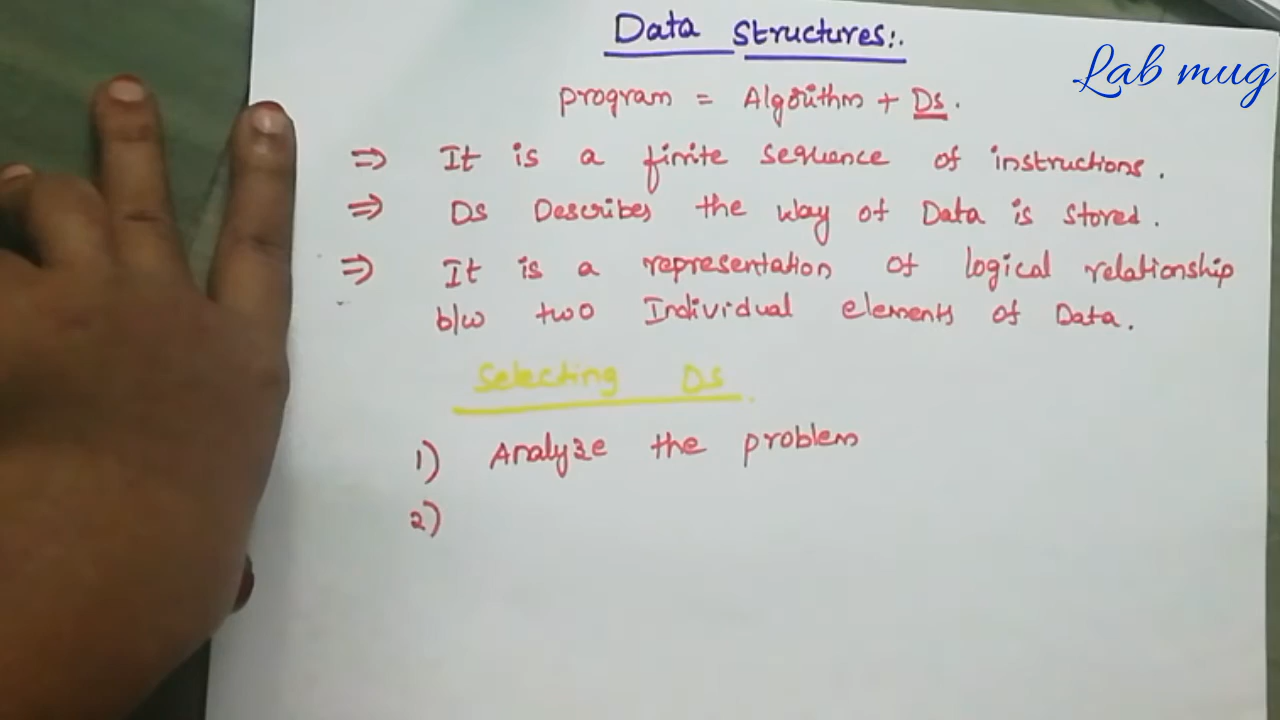 Data Structures:.
Lab mug
program = Algorithm + Ds.
⇒ It is a finite sequence of instructions.
⇒ Ds Describes the way of Data is stored.
⇒ It is a representation of logical relationship
b/w two Individual elements of Data.
Selecting Ds
1) Analyze the problem
2)